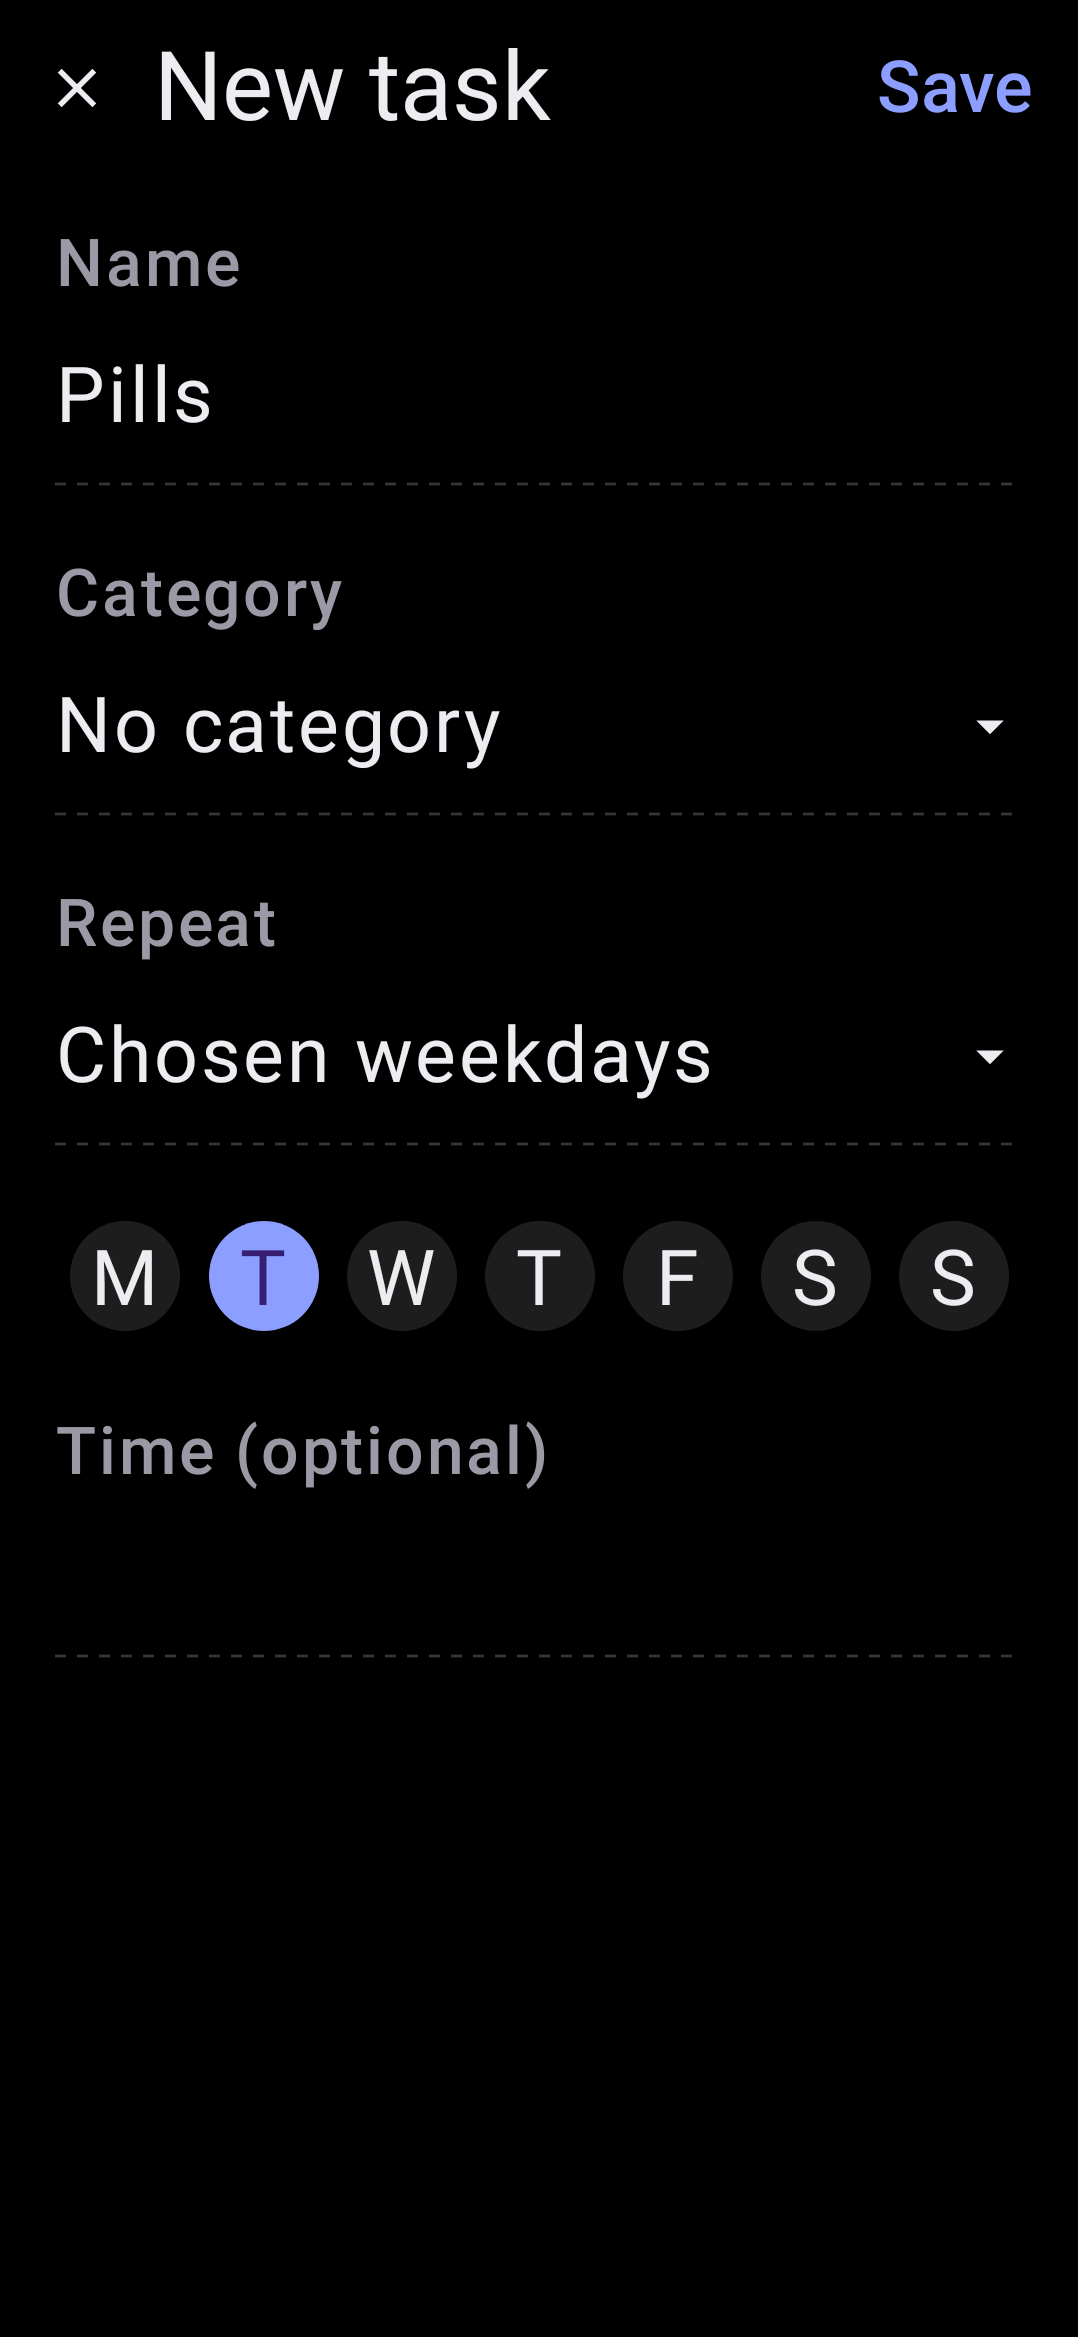 New task
Save
Name
Pills
Category
No category
Repeat
Chosen weekdays
M T W T F S S
Time (optional)